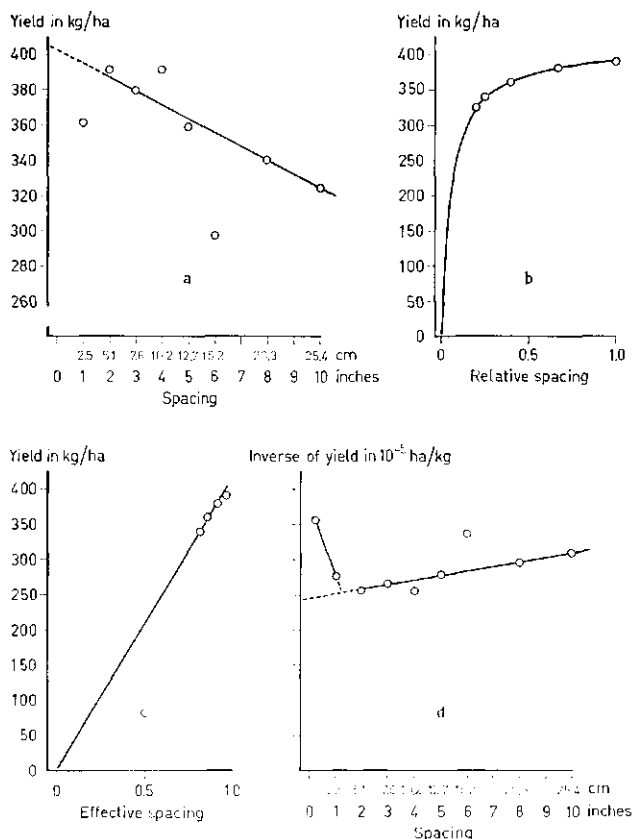 Yield in kg/ha
400
380
360
340
320
300
280
260
a
2.5 5.1 7.6 10.2 12.7 15.2 20.3 25.4 cm
0 1 2 3 4 5 6 7 8 9 10 inches
Spacing
Yield in kg/ha
400
350
300
250
200
150
100
50
0
b
0 0.5 1.0
Relative spacing
Yield in kg/ha
400
350
300
250
200
150
100
50
0
c
0 0.5 1.0
Effective spacing
Inverse of yield in 10⁻⁵ ha/kg
d
5.1 25.4 cm
0 1 2 3 4 5 6 7 8 9 10 inches
Spacing